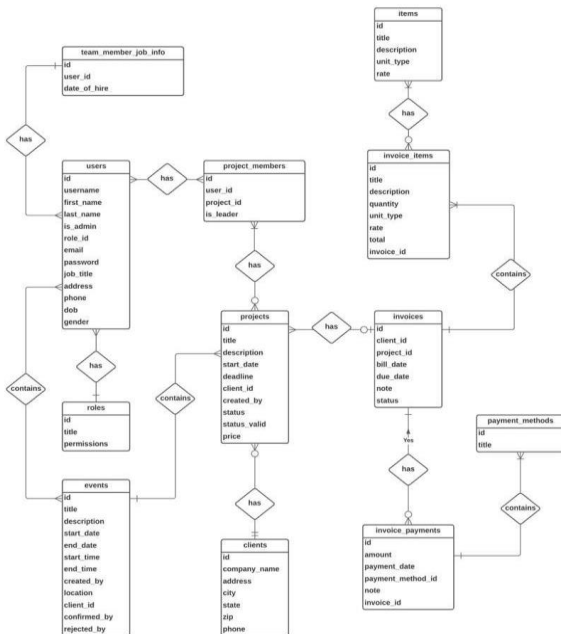 items
id
title
description
unit_type
rate
team_member_job_info
id
user_id
date_of_hire
has
has
users
id
username
first_name
last_name
is_admin
role_id
email
password
job_title
address
phone
dob
gender
has
project_members
id
user_id
project_id
is_leader
invoice_items
id
title
description
quantity
unit_type
rate
total
invoice_id
has
contains
projects
id
title
description
start_date
deadline
client_id
created_by
status
status_valid
price
has
invoices
id
client_id
project_id
bill_date
due_date
note
status
has
contains
contains
roles
id
title
permissions
Yes
has
payment_methods
id
title
events
id
title
description
start_date
end_date
start_time
end_time
created_by
location
client_id
confirmed_by
rejected_by
has
contains
clients
id
company_name
address
city
state
zip
phone
invoice_payments
id
amount
payment_date
payment_method_id
note
invoice_id